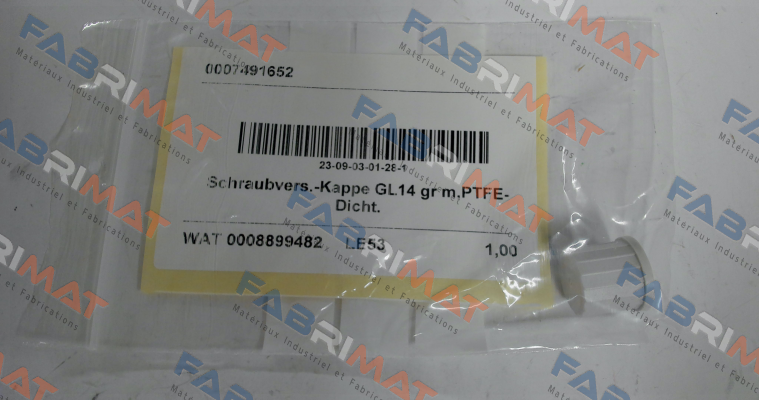 0007491652
23-09-03-01-28-1
Schraubvers.-Kappe GL14 gr m.PTFE-
Dicht.
WAT 0008899482 LE53 1,00
FABRIMAT
Matériaux Industriel et Fabrications